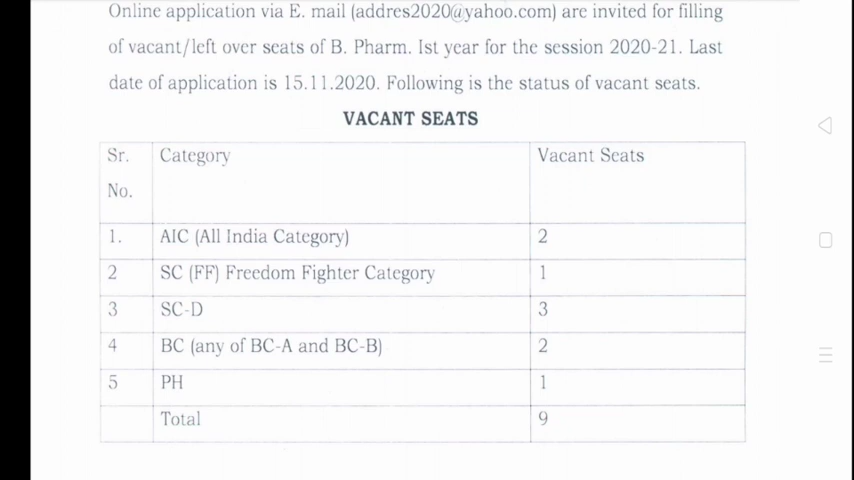 Online application via E. mail (addres2020@yahoo.com) are invited for filling
of vacant/left over seats of B. Pharm. Ist year for the session 2020-21. Last
date of application is 15.11.2020. Following is the status of vacant seats.
VACANT SEATS
Sr. No. Category Vacant Seats
1. AIC (All India Category) 2
2 SC (FF) Freedom Fighter Category 1
3 SC-D 3
4 BC (any of BC-A and BC-B) 2
5 PH 1
Total 9